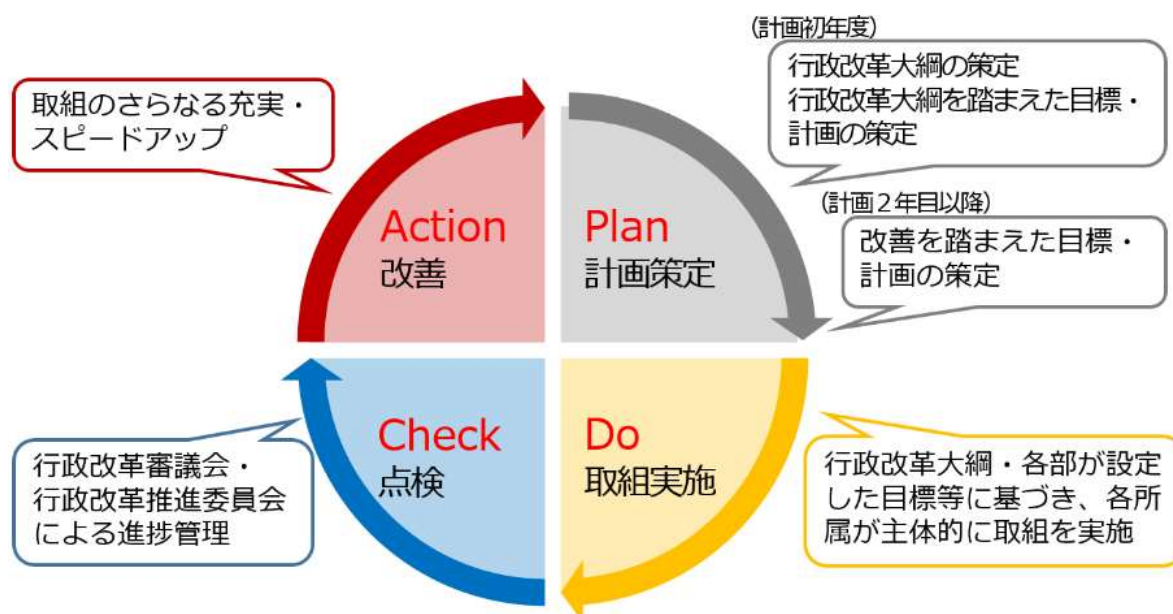 (計画初年度)
行政改革大綱の策定
行政改革大綱を踏まえた目標・
計画の策定
(計画２年目以降)
改善を踏まえた目標・
計画の策定
取組のさらなる充実・
スピードアップ
Action
改善
Plan
計画策定
Check
点検
Do
取組実施
行政改革審議会・
行政改革推進委員会
による進捗管理
行政改革大綱・各部が設定
した目標等に基づき、各所
属が主体的に取組を実施